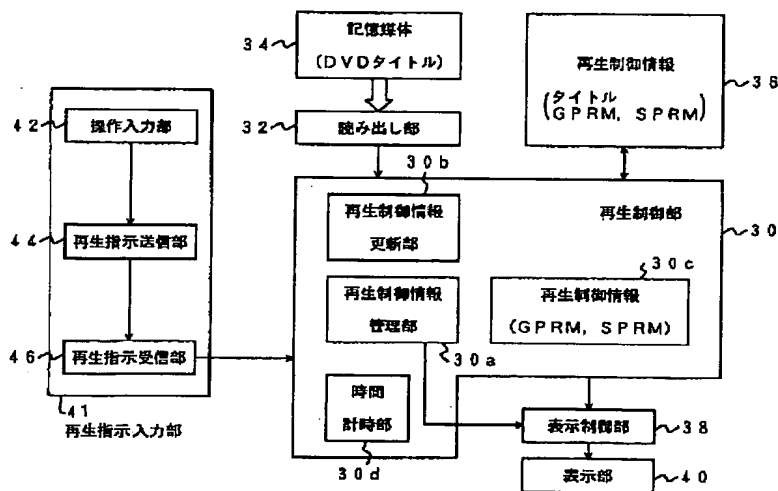 34
記憶媒体
(DVDタイトル)
再生制御情報
(タイトル
GPRM, SPRM)
36
42
操作入力部
32
読み出し部
30b
再生制御情報
更新部
再生制御部
30
44
再生指示送信部
30c
再生制御情報
(GPRM, SPRM)
再生制御情報
管理部
30a
46
再生指示受信部
41
再生指示入力部
時間
計時部
30d
表示制御部
38
表示部
40